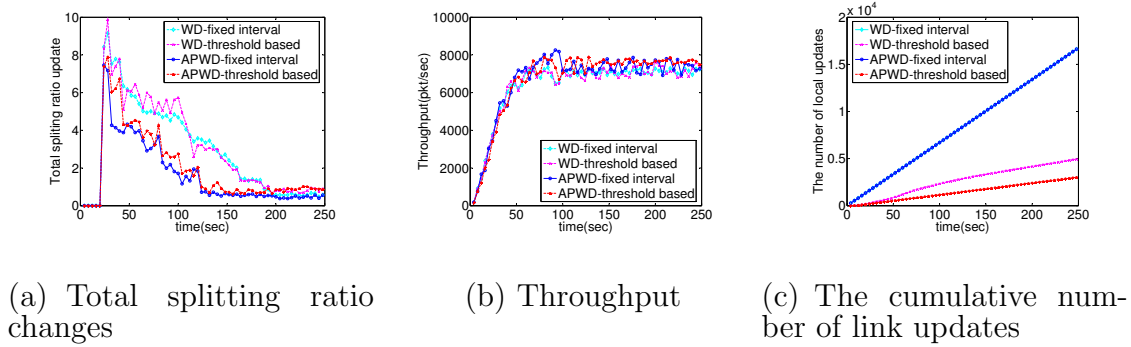 WD-fixed interval
WD-threshold based
APWD-fixed interval
APWD-threshold based
10
8
6
4
2
0
0 50 100 150 200 250
time(sec)
Total spliting ratio update
10000
8000
6000
4000
2000
0
0 50 100 150 200 250
time(sec)
Throughput(pkt/sec)
WD-fixed interval
WD-threshold based
APWD-fixed interval
APWD-threshold based
2 x 10^4
1.5
1
0.5
0
0 50 100 150 200 250
time(sec)
The number of local updates
WD-fixed interval
WD-threshold based
APWD-fixed interval
APWD-threshold based
(a) Total splitting ratio
changes
(b) Throughput
(c) The cumulative num-
ber of link updates